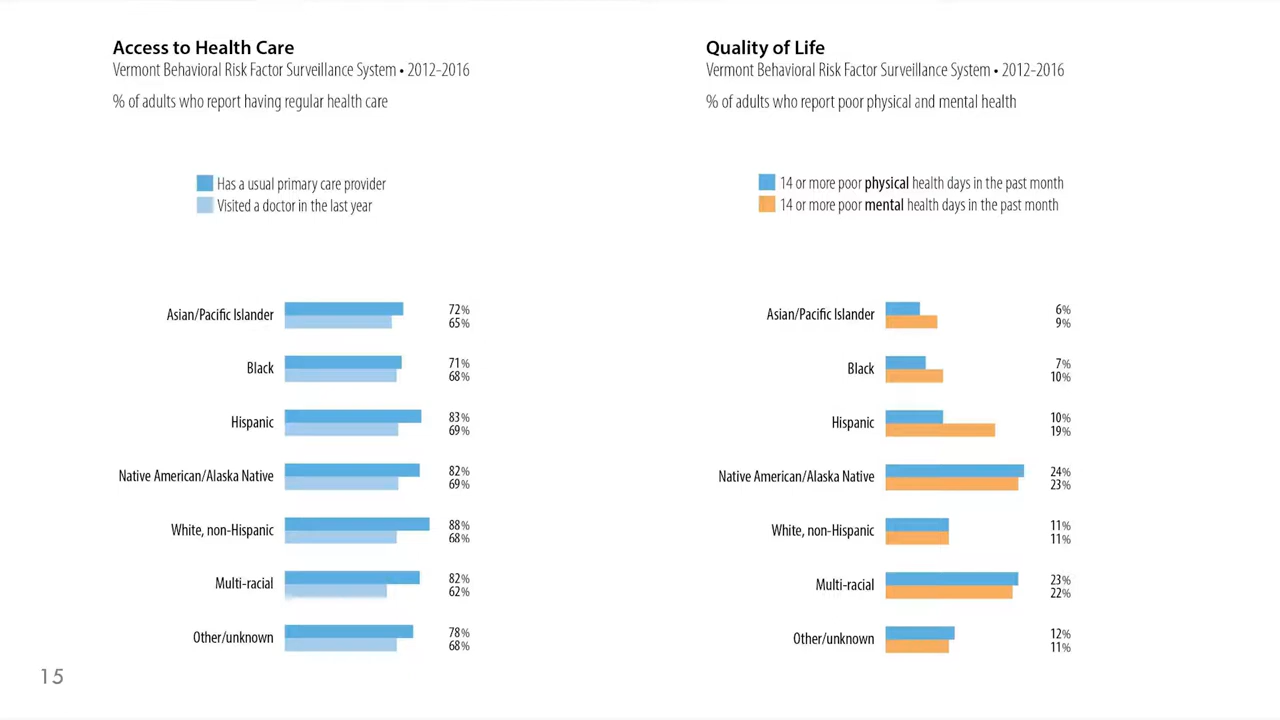 Access to Health Care
Vermont Behavioral Risk Factor Surveillance System • 2012-2016
% of adults who report having regular health care
Has a usual primary care provider
Visited a doctor in the last year
Asian/Pacific Islander 72%
65%
Black 71%
68%
Hispanic 83%
69%
Native American/Alaska Native 82%
69%
White, non-Hispanic 88%
68%
Multi-racial 82%
62%
Other/unknown 78%
68%
Quality of Life
Vermont Behavioral Risk Factor Surveillance System • 2012-2016
% of adults who report poor physical and mental health
14 or more poor physical health days in the past month
14 or more poor mental health days in the past month
Asian/Pacific Islander 6%
9%
Black 7%
10%
Hispanic 10%
19%
Native American/Alaska Native 24%
23%
White, non-Hispanic 11%
11%
Multi-racial 23%
22%
Other/unknown 12%
11%
15